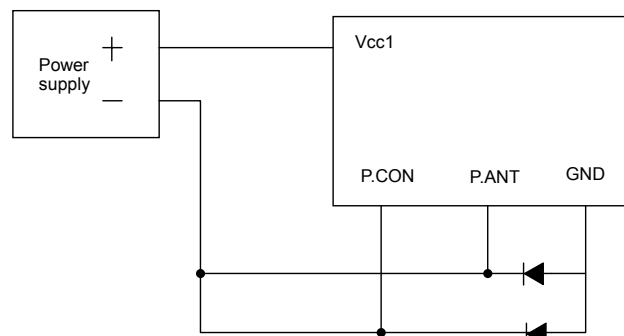 Power
supply
+
−
Vcc1
P.CON
P.ANT
GND